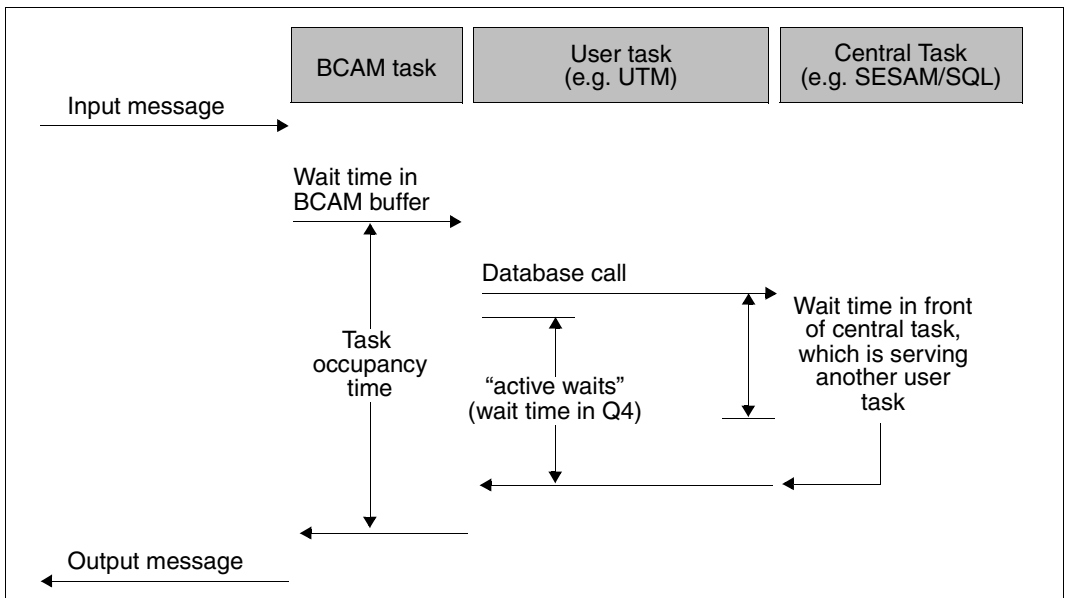 BCAM task
User task
(e.g. UTM)
Central Task
(e.g. SESAM/SQL)
Input message
Wait time in
BCAM buffer
Database call
Wait time in front
of central task,
which is serving
another user
task
Task
occupancy
time
“active waits”
(wait time in Q4)
Output message